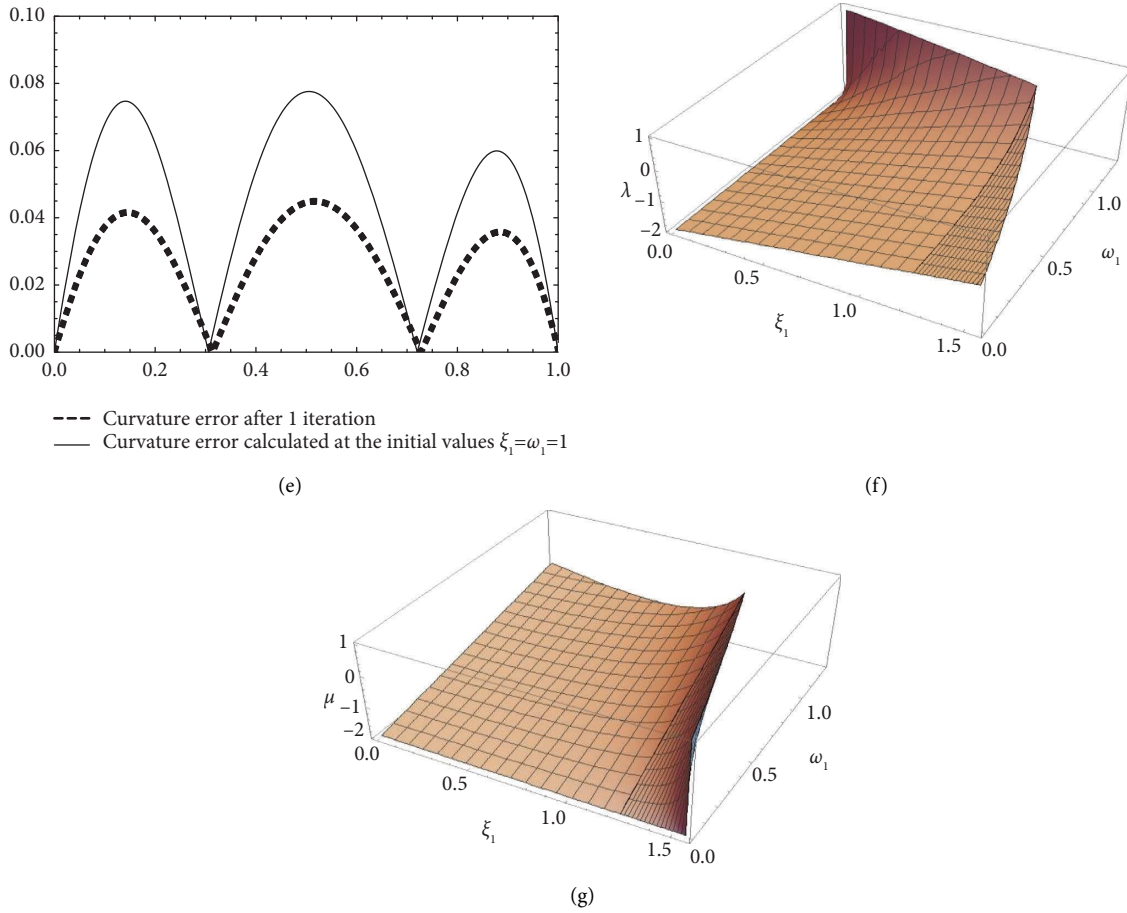 0.10
0.08
0.06
0.04
0.02
0.00
0.0 0.2 0.4 0.6 0.8 1.0
Curvature error after 1 iteration
Curvature error calculated at the initial values ξ₁=ω₁=1
(e)
1
0
λ
−1
−2
0.0
0.5
1.0
1.5
ξ₁
0.0
0.5
1.0
ω₁
(f)
1
0
μ
−1
−2
0.0
0.5
1.0
1.5
ξ₁
0.0
0.5
1.0
ω₁
(g)